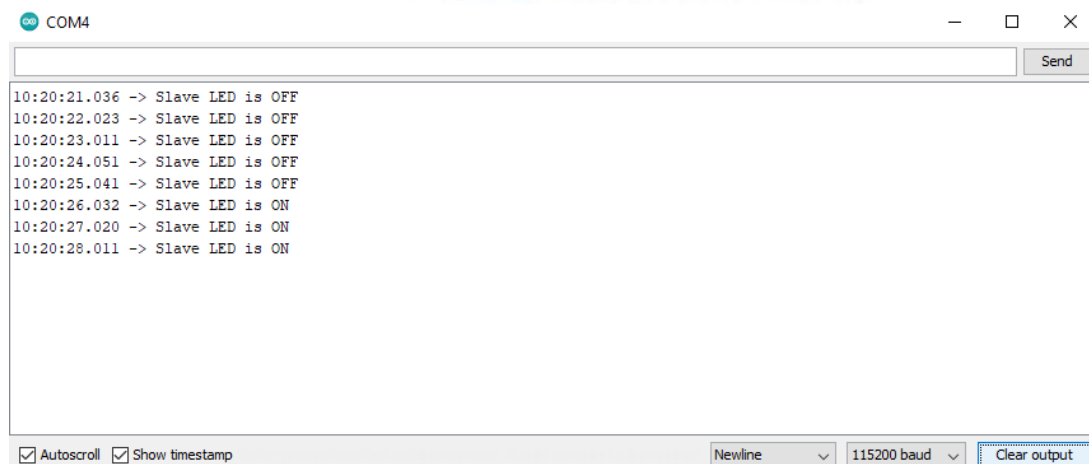 COM4
Send
10:20:21.036 -> Slave LED is OFF
10:20:22.023 -> Slave LED is OFF
10:20:23.011 -> Slave LED is OFF
10:20:24.051 -> Slave LED is OFF
10:20:25.041 -> Slave LED is OFF
10:20:26.032 -> Slave LED is ON
10:20:27.020 -> Slave LED is ON
10:20:28.011 -> Slave LED is ON
Autoscroll Show timestamp Newline 115200 baud Clear output